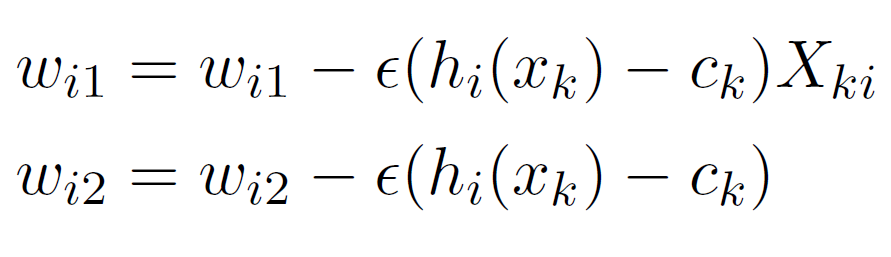 w_{i1} = w_{i1} − ϵ(h_i(x_k) − c_k)X_{ki}
w_{i2} = w_{i2} − ϵ(h_i(x_k) − c_k)